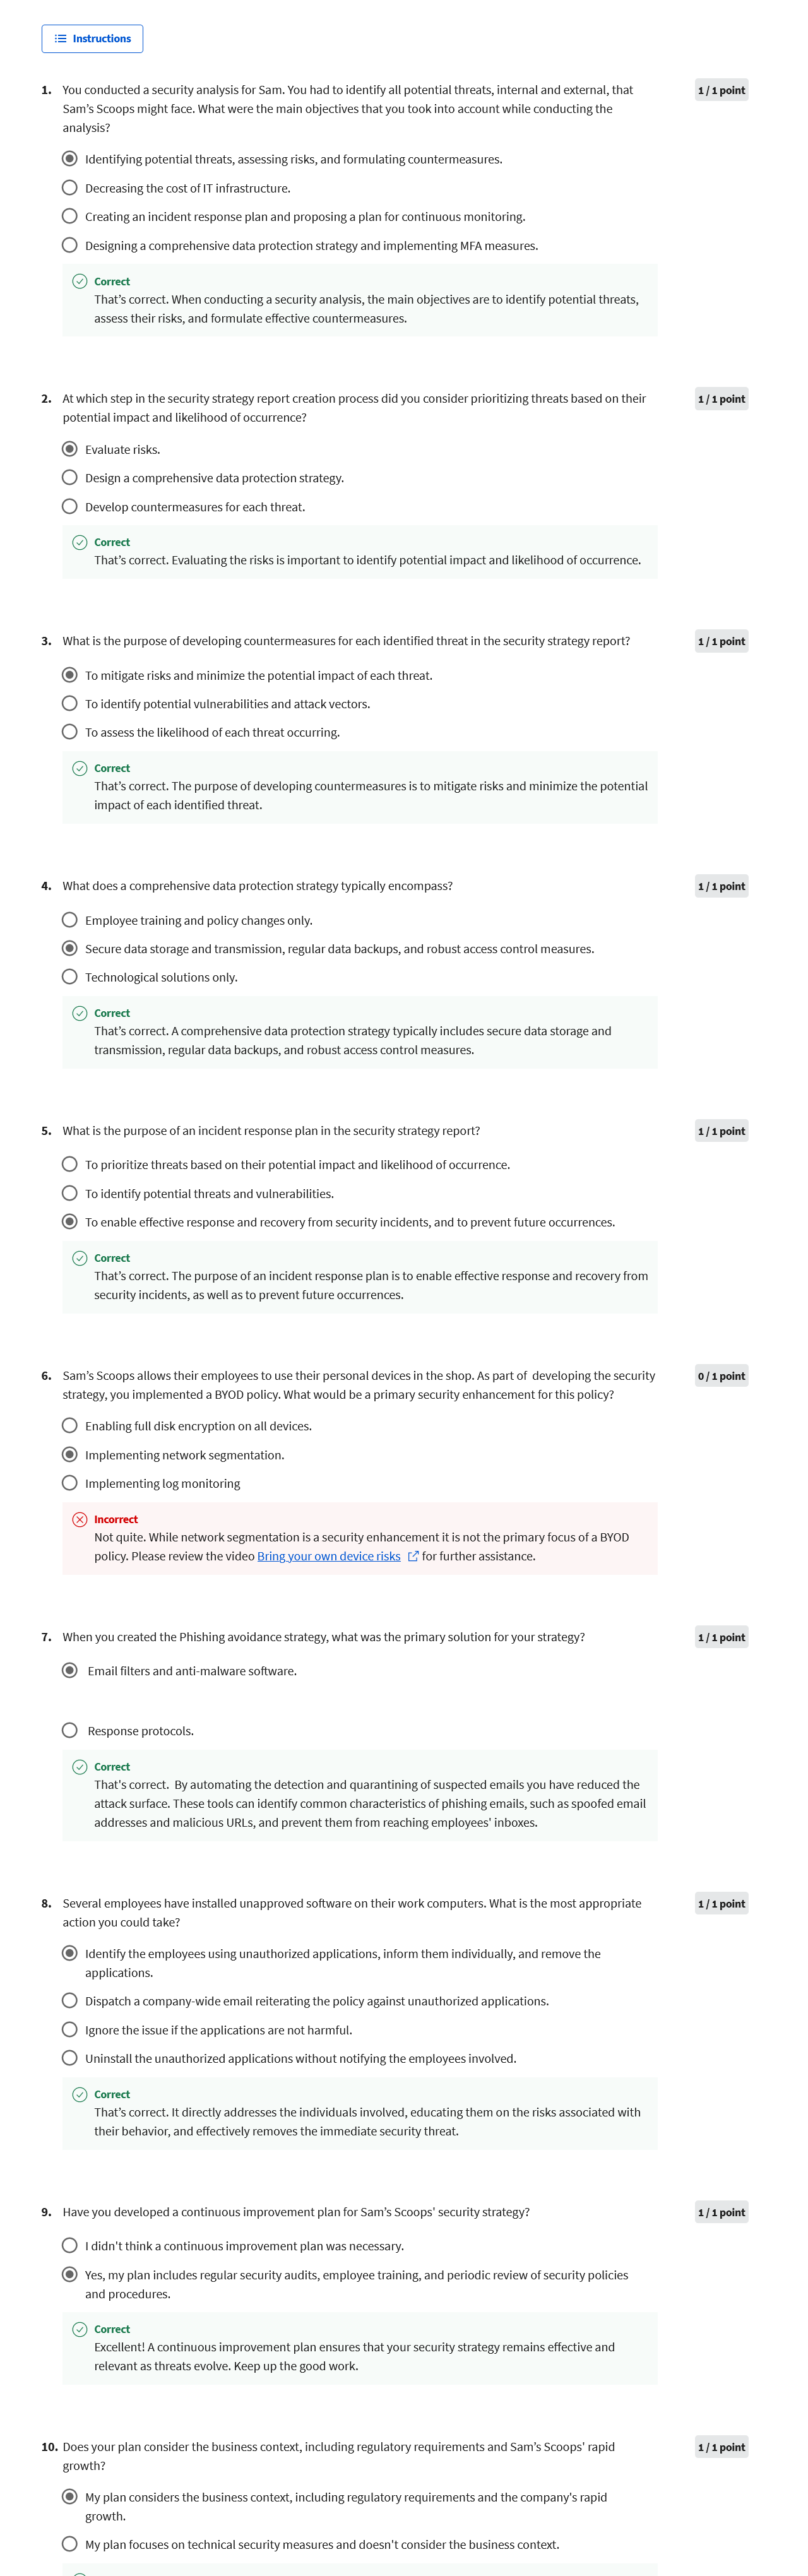 Instructions
1. You conducted a security analysis for Sam. You had to identify all potential threats, internal and external, that
Sam's Scoops might face. What were the main objectives that you took into account while conducting the
analysis?
1 / 1 point
Identifying potential threats, assessing risks, and formulating countermeasures.
Decreasing the cost of IT infrastructure.
Creating an incident response plan and proposing a plan for continuous monitoring.
Designing a comprehensive data protection strategy and implementing MFA measures.
Correct
That's correct. When conducting a security analysis, the main objectives are to identify potential threats,
assess their risks, and formulate effective countermeasures.
2. At which step in the security strategy report creation process did you consider prioritizing threats based on their
potential impact and likelihood of occurrence?
1 / 1 point
Evaluate risks.
Design a comprehensive data protection strategy.
Develop countermeasures for each threat.
Correct
That's correct. Evaluating the risks is important to identify potential impact and likelihood of occurrence.
3. What is the purpose of developing countermeasures for each identified threat in the security strategy report?
1 / 1 point
To mitigate risks and minimize the potential impact of each threat.
To identify potential vulnerabilities and attack vectors.
To assess the likelihood of each threat occurring.
Correct
That's correct. The purpose of developing countermeasures is to mitigate risks and minimize the potential
impact of each identified threat.
4. What does a comprehensive data protection strategy typically encompass?
1 / 1 point
Employee training and policy changes only.
Secure data storage and transmission, regular data backups, and robust access control measures.
Technological solutions only.
Correct
That's correct. A comprehensive data protection strategy typically includes secure data storage and
transmission, regular data backups, and robust access control measures.
5. What is the purpose of an incident response plan in the security strategy report?
1 / 1 point
To prioritize threats based on their potential impact and likelihood of occurrence.
To identify potential threats and vulnerabilities.
To enable effective response and recovery from security incidents, and to prevent future occurrences.
Correct
That's correct. The purpose of an incident response plan is to enable effective response and recovery from
security incidents, as well as to prevent future occurrences.
6. Sam's Scoops allows their employees to use their personal devices in the shop. As part of developing the security
strategy, you implemented a BYOD policy. What would be a primary security enhancement for this policy?
0 / 1 point
Enabling full disk encryption on all devices.
Implementing network segmentation.
Implementing log monitoring
Incorrect
Not quite. While network segmentation is a security enhancement it is not the primary focus of a BYOD
policy. Please review the video Bring your own device risks for further assistance.
7. When you created the Phishing avoidance strategy, what was the primary solution for your strategy?
1 / 1 point
Email filters and anti-malware software.
Response protocols.
Correct
That's correct. By automating the detection and quarantining of suspected emails you have reduced the
attack surface. These tools can identify common characteristics of phishing emails, such as spoofed email
addresses and malicious URLs, and prevent them from reaching employees' inboxes.
8. Several employees have installed unapproved software on their work computers. What is the most appropriate
action you could take?
1 / 1 point
Identify the employees using unauthorized applications, inform them individually, and remove the
applications.
Dispatch a company-wide email reiterating the policy against unauthorized applications.
Ignore the issue if the applications are not harmful.
Uninstall the unauthorized applications without notifying the employees involved.
Correct
That's correct. It directly addresses the individuals involved, educating them on the risks associated with
their behavior, and effectively removes the immediate security threat.
9. Have you developed a continuous improvement plan for Sam's Scoops' security strategy?
1 / 1 point
I didn't think a continuous improvement plan was necessary.
Yes, my plan includes regular security audits, employee training, and periodic review of security policies
and procedures.
Correct
Excellent! A continuous improvement plan ensures that your security strategy remains effective and
relevant as threats evolve. Keep up the good work.
10. Does your plan consider the business context, including regulatory requirements and Sam's Scoops' rapid
growth?
1 / 1 point
My plan considers the business context, including regulatory requirements and the company's rapid
growth.
My plan focuses on technical security measures and doesn't consider the business context.